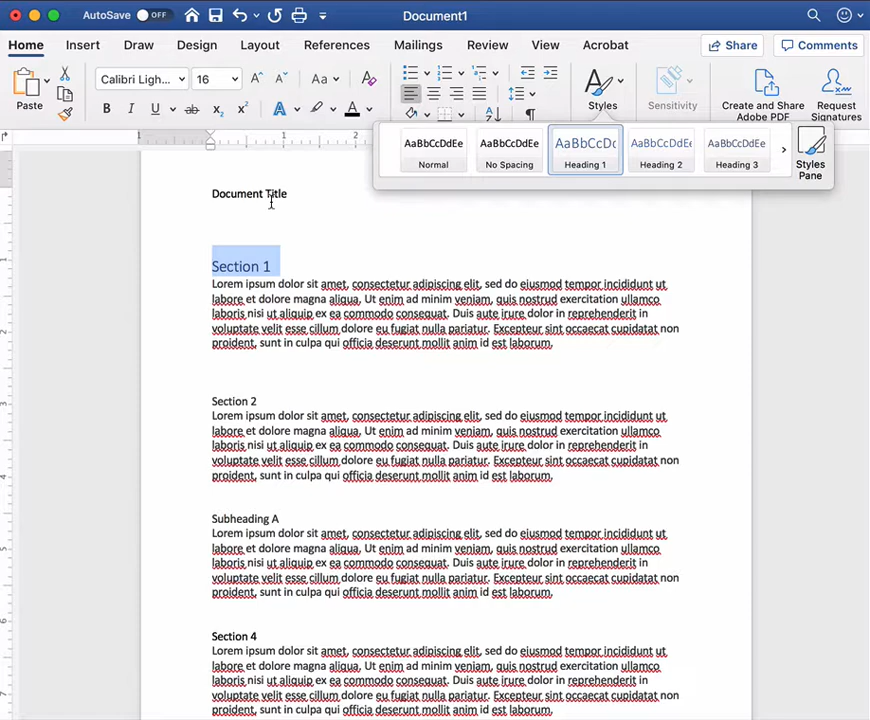 AutoSave OFF Document1
Home Insert Draw Design Layout References Mailings Review View Acrobat Share Comments
Paste Calibri Ligh... 16 Aa Styles Sensitivity Create and Share Adobe PDF Request Signatures
B I U ab x2 x2 A A
1 1 2
AaBbCcDdEe AaBbCcDdEe AaBbCcDc AaBbCcDdEe AaBbCcDdEe
Normal No Spacing Heading 1 Heading 2 Heading 3 Styles Pane
Document Title
Section 1
Lorem ipsum dolor sit amet, consectetur adipiscing elit, sed do eiusmod tempor incididunt ut
labore et dolore magna aliqua. Ut enim ad minim veniam, quis nostrud exercitation ullamco
laboris nisi ut aliquip ex ea commodo consequat. Duis aute irure dolor in reprehenderit in
voluptate velit esse cillum dolore eu fugiat nulla pariatur. Excepteur sint occaecat cupidatat non
proident, sunt in culpa qui officia deserunt mollit anim id est laborum.
Section 2
Lorem ipsum dolor sit amet, consectetur adipiscing elit, sed do eiusmod tempor incididunt ut
labore et dolore magna aliqua. Ut enim ad minim veniam, quis nostrud exercitation ullamco
laboris nisi ut aliquip ex ea commodo consequat. Duis aute irure dolor in reprehenderit in
voluptate velit esse cillum dolore eu fugiat nulla pariatur. Excepteur sint occaecat cupidatat non
proident, sunt in culpa qui officia deserunt mollit anim id est laborum.
Subheading A
Lorem ipsum dolor sit amet, consectetur adipiscing elit, sed do eiusmod tempor incididunt ut
labore et dolore magna aliqua. Ut enim ad minim veniam, quis nostrud exercitation ullamco
laboris nisi ut aliquip ex ea commodo consequat. Duis aute irure dolor in reprehenderit in
voluptate velit esse cillum dolore eu fugiat nulla pariatur. Excepteur sint occaecat cupidatat non
proident, sunt in culpa qui officia deserunt mollit anim id est laborum.
Section 4
Lorem ipsum dolor sit amet, consectetur adipiscing elit, sed do eiusmod tempor incididunt ut
labore et dolore magna aliqua. Ut enim ad minim veniam, quis nostrud exercitation ullamco
laboris nisi ut aliquip ex ea commodo consequat. Duis aute irure dolor in reprehenderit in
voluptate velit esse cillum dolore eu fugiat nulla pariatur. Excepteur sint occaecat cupidatat non
proident, sunt in culpa qui officia deserunt mollit anim id est laborum.